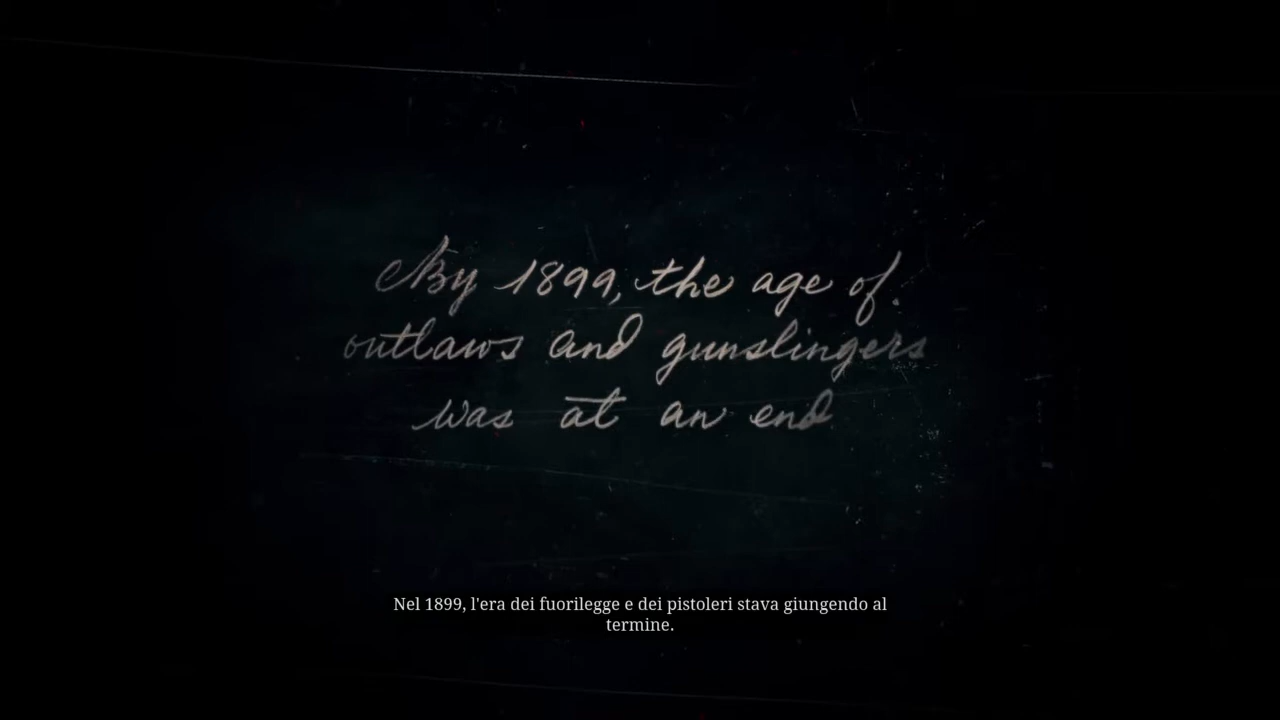 By 1899, the age of
outlaws and gunslingers
was at an end
Nel 1899, l'era dei fuorilegge e dei pistoleri stava giungendo al
termine.